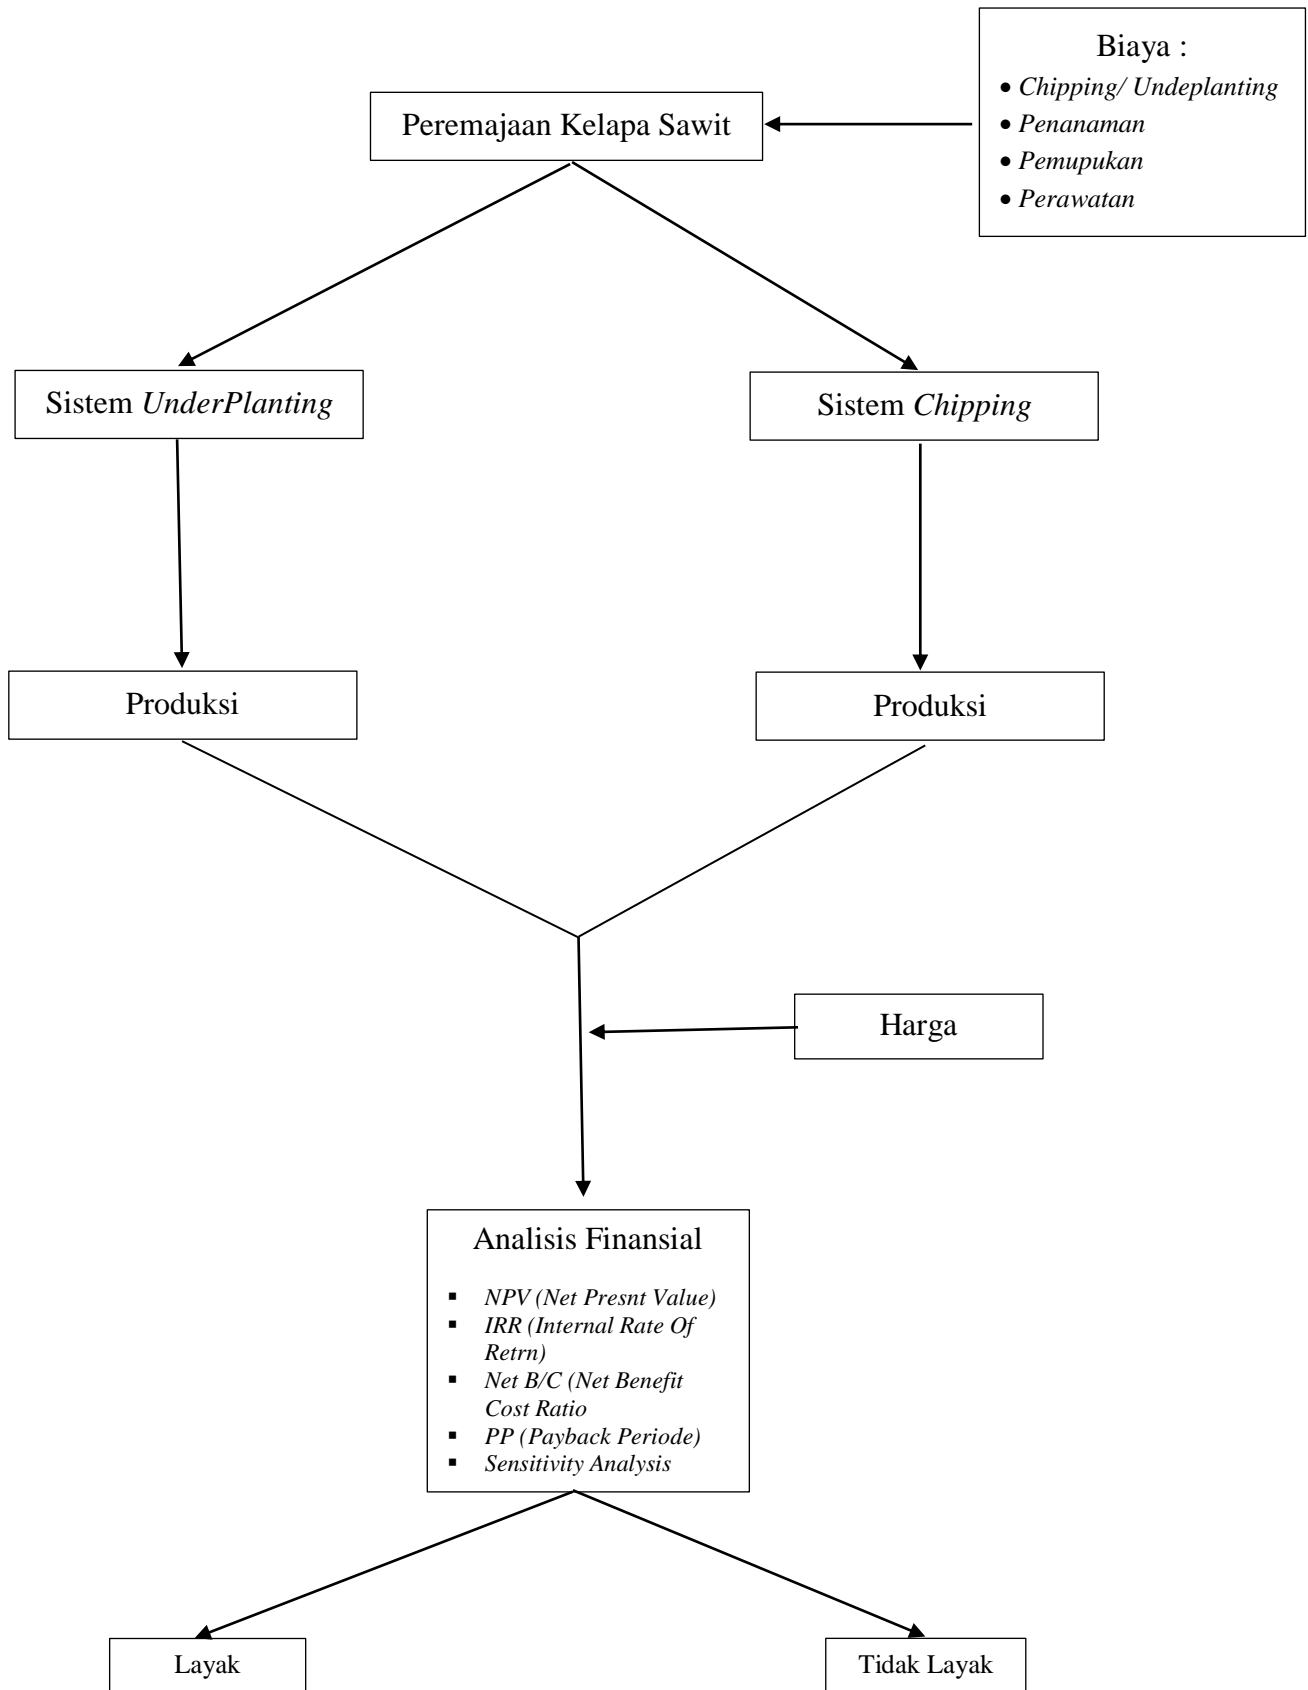 Biaya :
• Chipping/ Undeplanting
• Penanaman
• Pemupukan
• Perawatan
Peremajaan Kelapa Sawit
Sistem UnderPlanting
Sistem Chipping
Produksi
Produksi
Harga
Analisis Finansial
▪ NPV (Net Presnt Value)
▪ IRR (Internal Rate Of
Retrn)
▪ Net B/C (Net Benefit
Cost Ratio
▪ PP (Payback Periode)
▪ Sensitivity Analysis
Layak
Tidak Layak